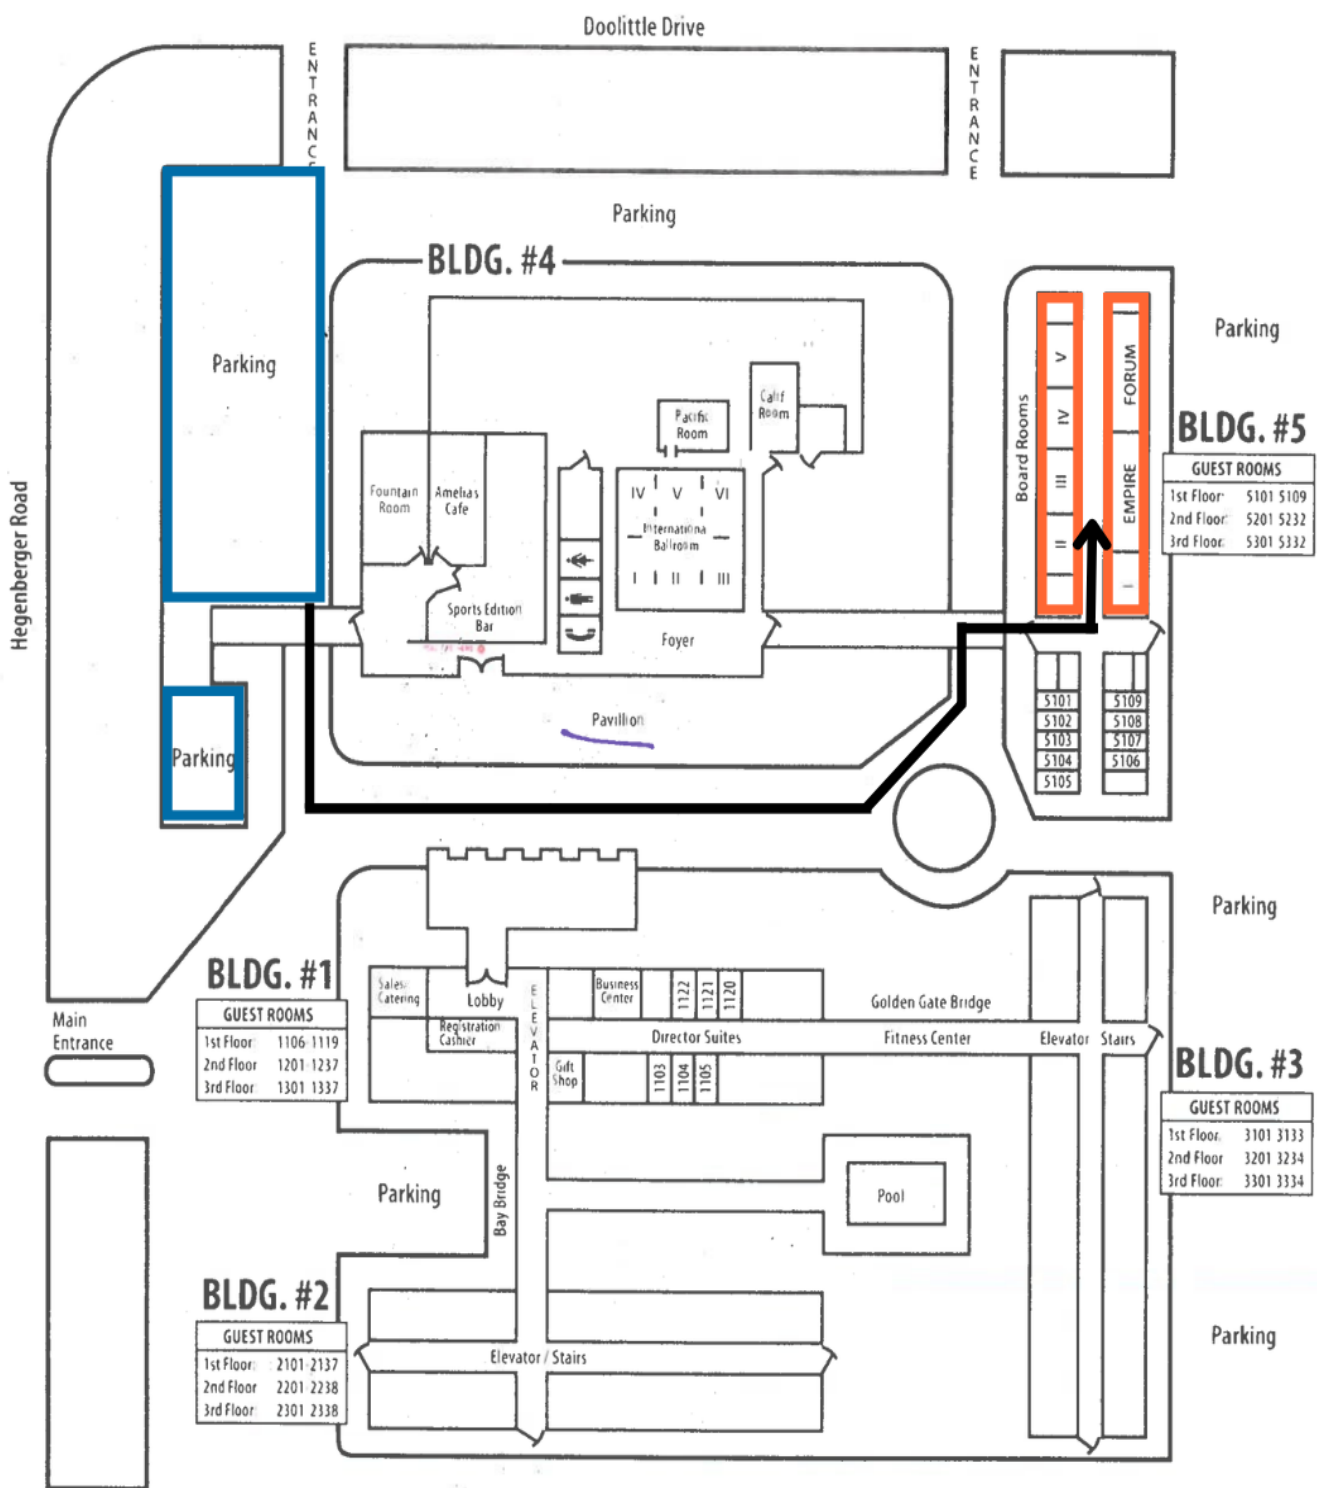 Doolittle Drive
ENTRANCE
ENTRANCE
Parking
BLDG. #4
Parking
Parking
Hegenberger Road
Fountain
Room
Amelias
Cafe
Sports Edition
Bar
Pacific
Room
Calif
Room
IV V VI
Internationa
Ballroom
I II III
Foyer
Pavillion
Parking
Board Rooms
V
IV
III
II
FORUM
EMPIRE
I
BLDG. #5
GUEST ROOMS
1st Floor: 5101 5109
2nd Floor: 5201 5232
3rd Floor: 5301 5332
5101
5102
5103
5104
5105
5109
5108
5107
5106
Parking
BLDG. #1
GUEST ROOMS
1st Floor: 1106-1119
2nd Floor 1201-1237
3rd Floor: 1301 1337
Main
Entrance
Sales/
Catering
Lobby
Registration
Cashier
ELEVATOR
Business
Center
1122
1121
1120
Director Suites
Gift
Shop
1103
1104
1105
Golden Gate Bridge
Fitness Center
Elevator Stairs
BLDG. #3
GUEST ROOMS
1st Floor: 3101 3133
2nd Floor 3201 3234
3rd Floor: 3301 3334
Parking
Bay Bridge
Pool
BLDG. #2
GUEST ROOMS
1st Floor: 2101-2137
2nd Floor 2201 2238
3rd Floor: 2301 2338
Elevator / Stairs
Parking